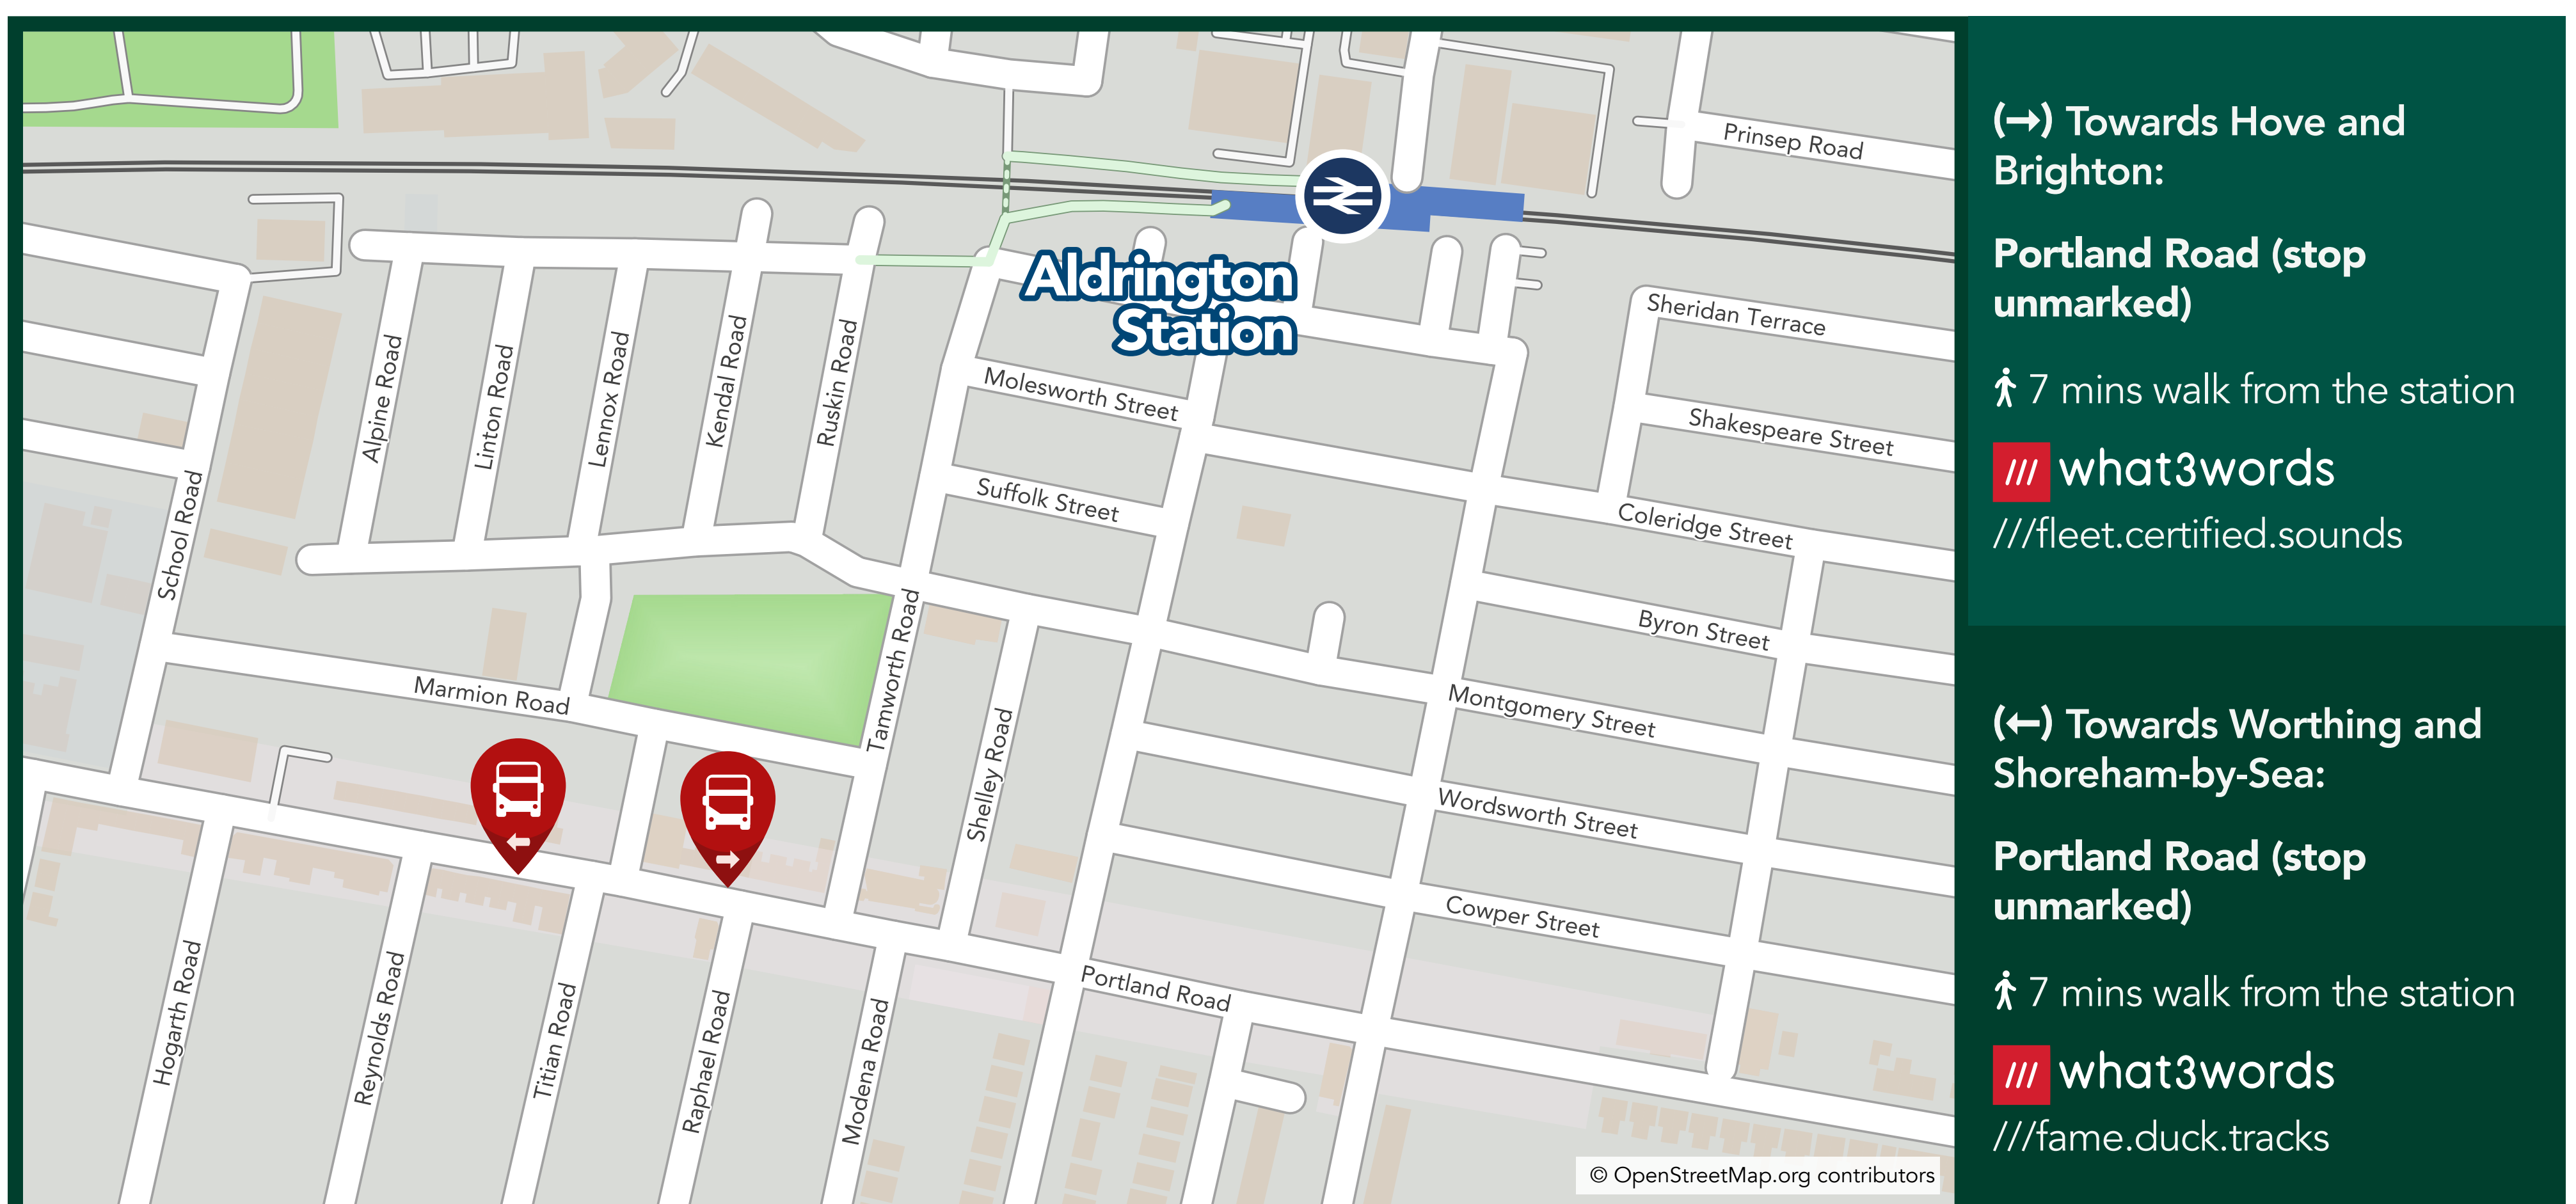 Prinsep Road
Aldrington
Station
Sheridan Terrace
Shakespeare Street
Molesworth Street
Suffolk Street
Coleridge Street
Byron Street
Montgomery Street
Wordsworth Street
Cowper Street
Portland Road
Alpine Road
Linton Road
Lennox Road
Kendal Road
Ruskin Road
School Road
Marmion Road
Tamworth Road
Shelley Road
Hogarth Road
Reynolds Road
Titian Road
Raphael Road
Modena Road
© OpenStreetMap.org contributors
(→) Towards Hove and
Brighton:
Portland Road (stop
unmarked)
7 mins walk from the station
/// what3words
///fleet.certified.sounds
(←) Towards Worthing and
Shoreham-by-Sea:
Portland Road (stop
unmarked)
7 mins walk from the station
/// what3words
///fame.duck.tracks